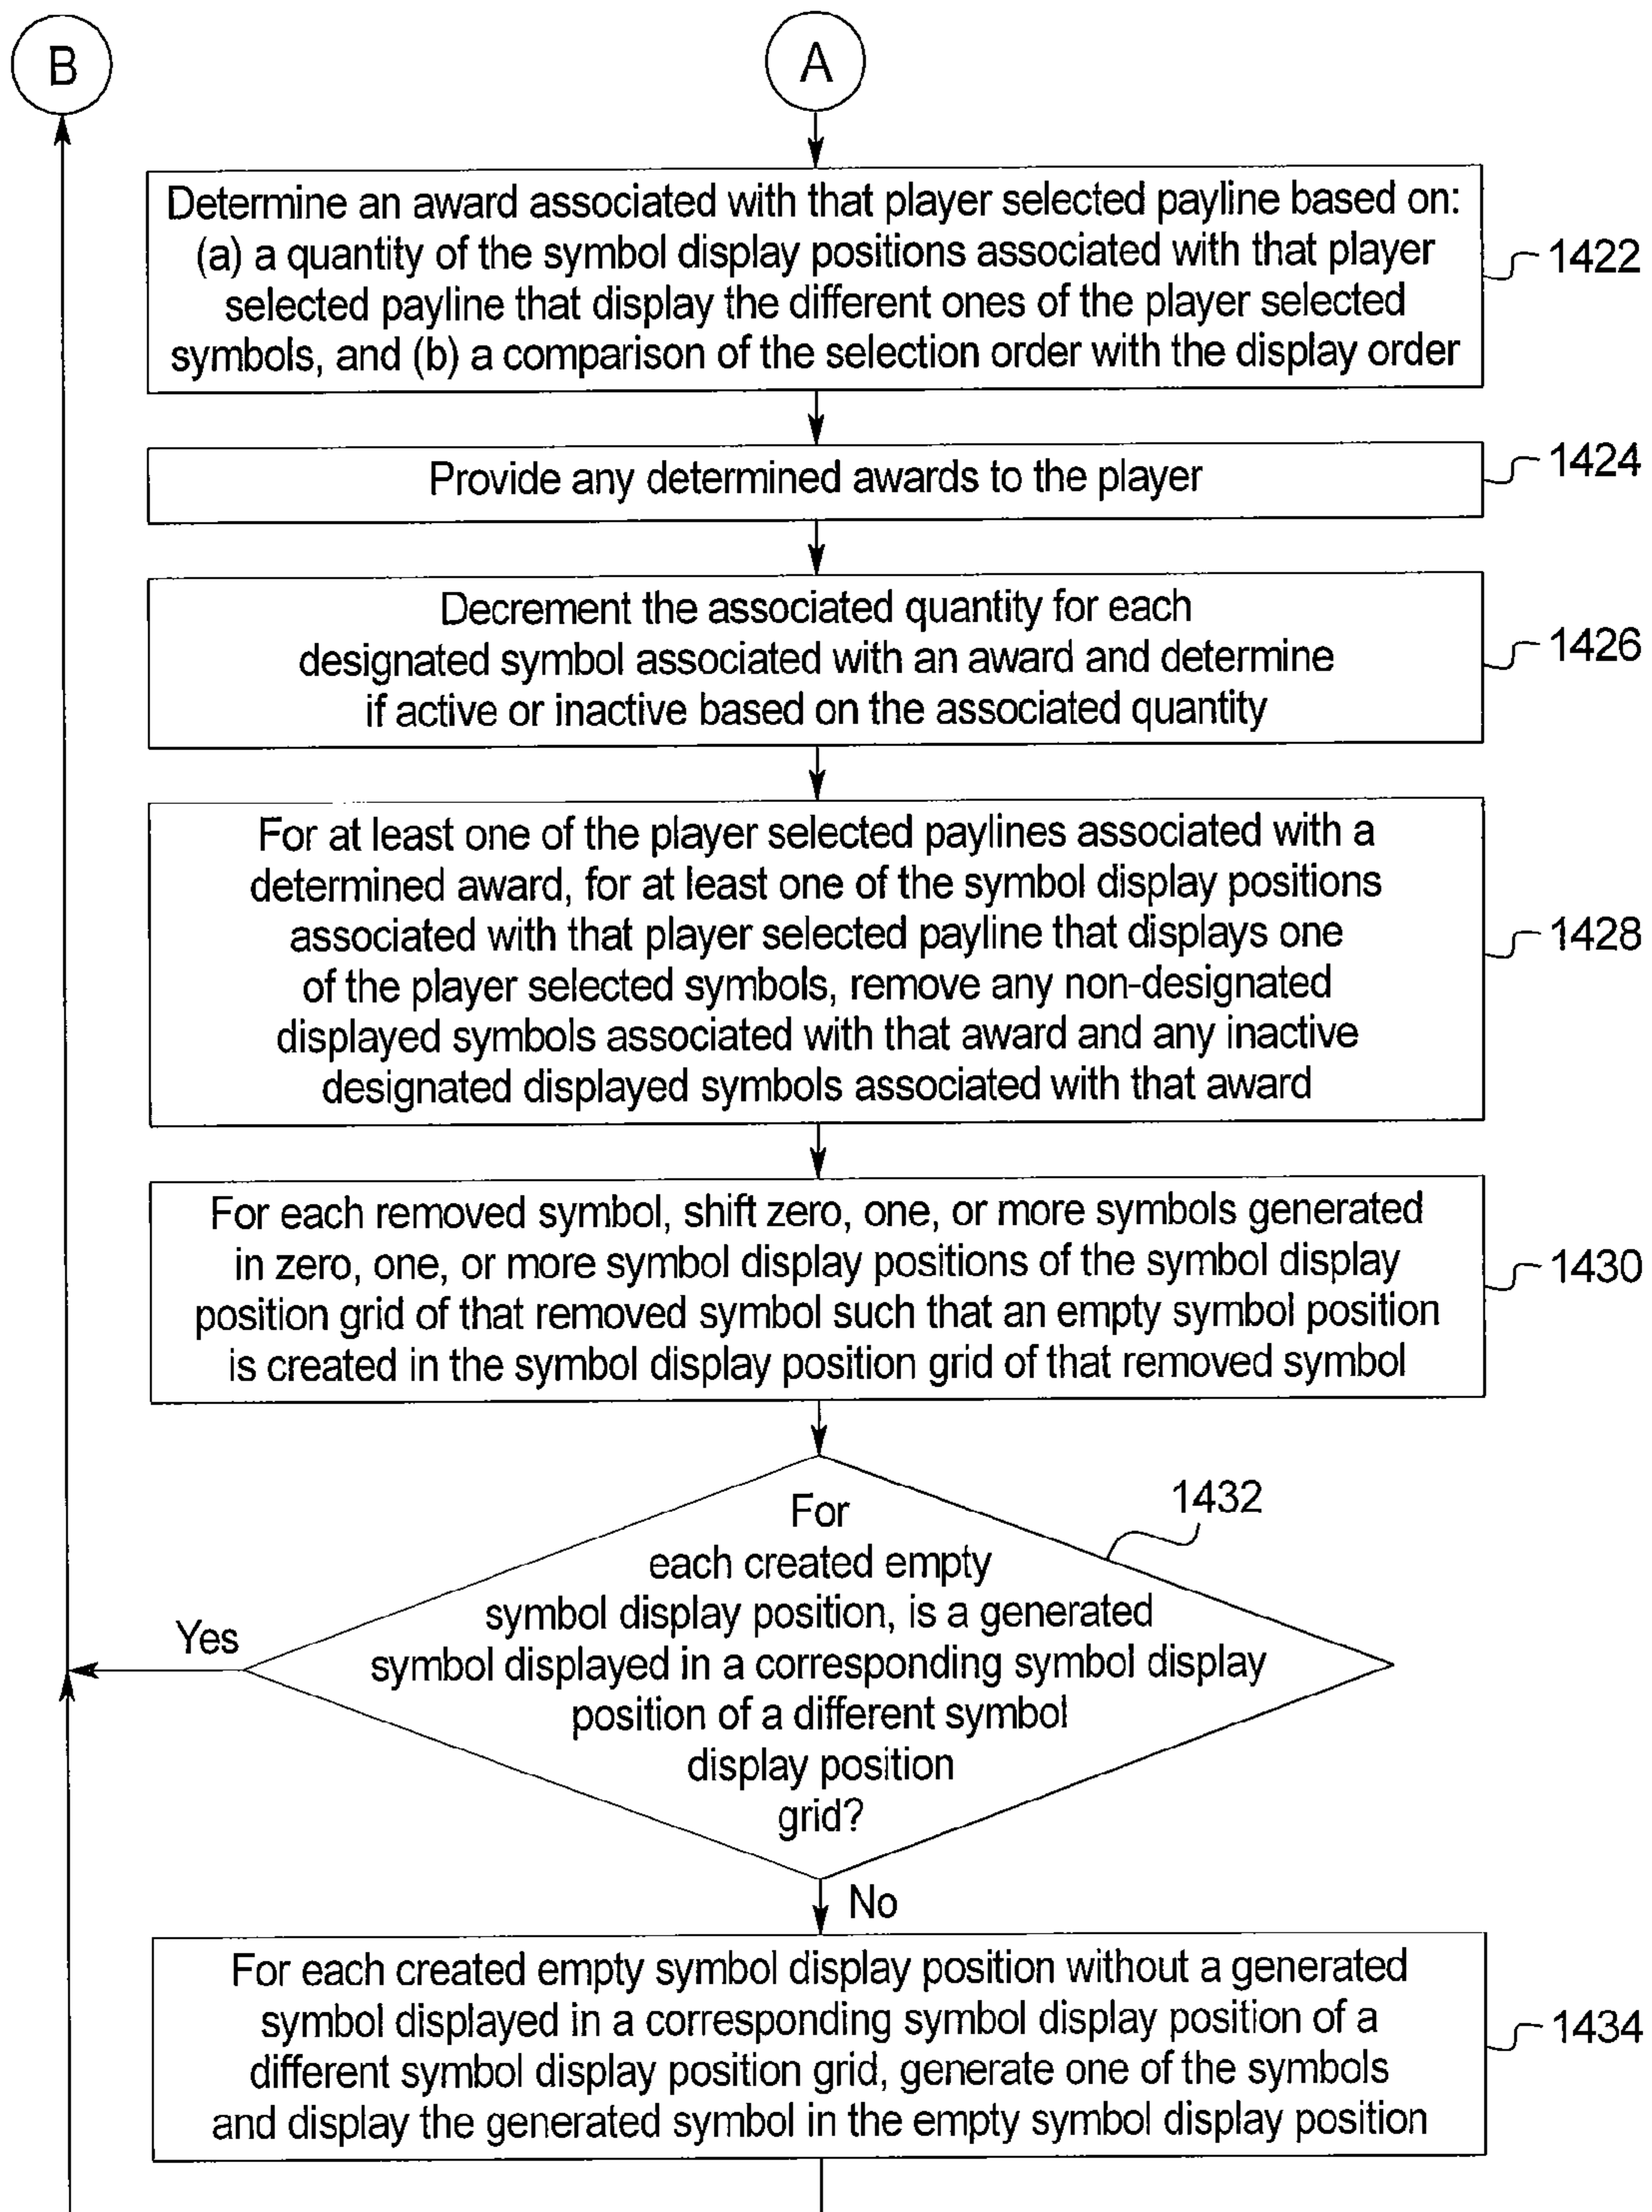 B
A
Determine an award associated with that player selected payline based on:
(a) a quantity of the symbol display positions associated with that player
selected payline that display the different ones of the player selected
symbols, and (b) a comparison of the selection order with the display order
1422
Provide any determined awards to the player
1424
Decrement the associated quantity for each
designated symbol associated with an award and determine
if active or inactive based on the associated quantity
1426
For at least one of the player selected paylines associated with a
determined award, for at least one of the symbol display positions
associated with that player selected payline that displays one
of the player selected symbols, remove any non-designated
displayed symbols associated with that award and any inactive
designated displayed symbols associated with that award
1428
For each removed symbol, shift zero, one, or more symbols generated
in zero, one, or more symbol display positions of the symbol display
position grid of that removed symbol such that an empty symbol position
is created in the symbol display position grid of that removed symbol
1430
1432
For
each created empty
symbol display position, is a generated
symbol displayed in a corresponding symbol display
position of a different symbol
display position
grid?
Yes
No
For each created empty symbol display position without a generated
symbol displayed in a corresponding symbol display position of a
different symbol display position grid, generate one of the symbols
and display the generated symbol in the empty symbol display position
1434